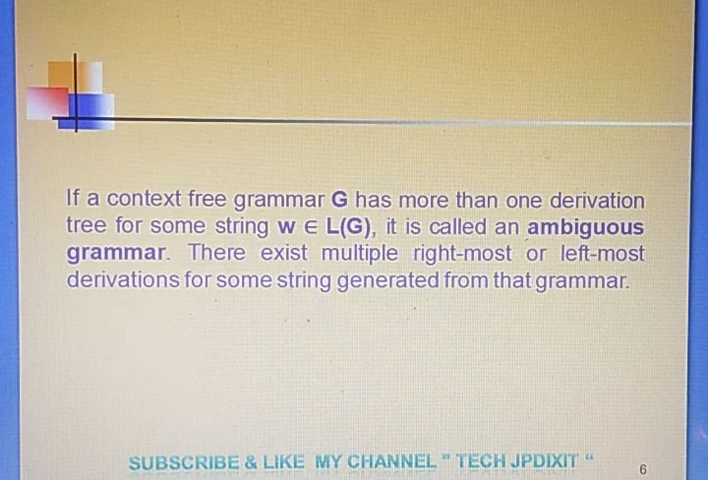 If a context free grammar G has more than one derivation
tree for some string w ∈ L(G), it is called an ambiguous
grammar. There exist multiple right-most or left-most
derivations for some string generated from that grammar.
SUBSCRIBE & LIKE MY CHANNEL " TECH JPDIXIT "
6